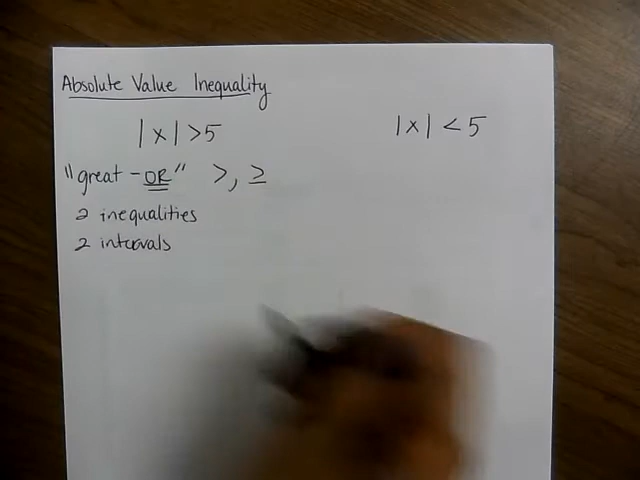 Absolute Value Inequality
|x| >5
|x| < 5
"great - OR" >, ≥
2 inequalities
2 intervals